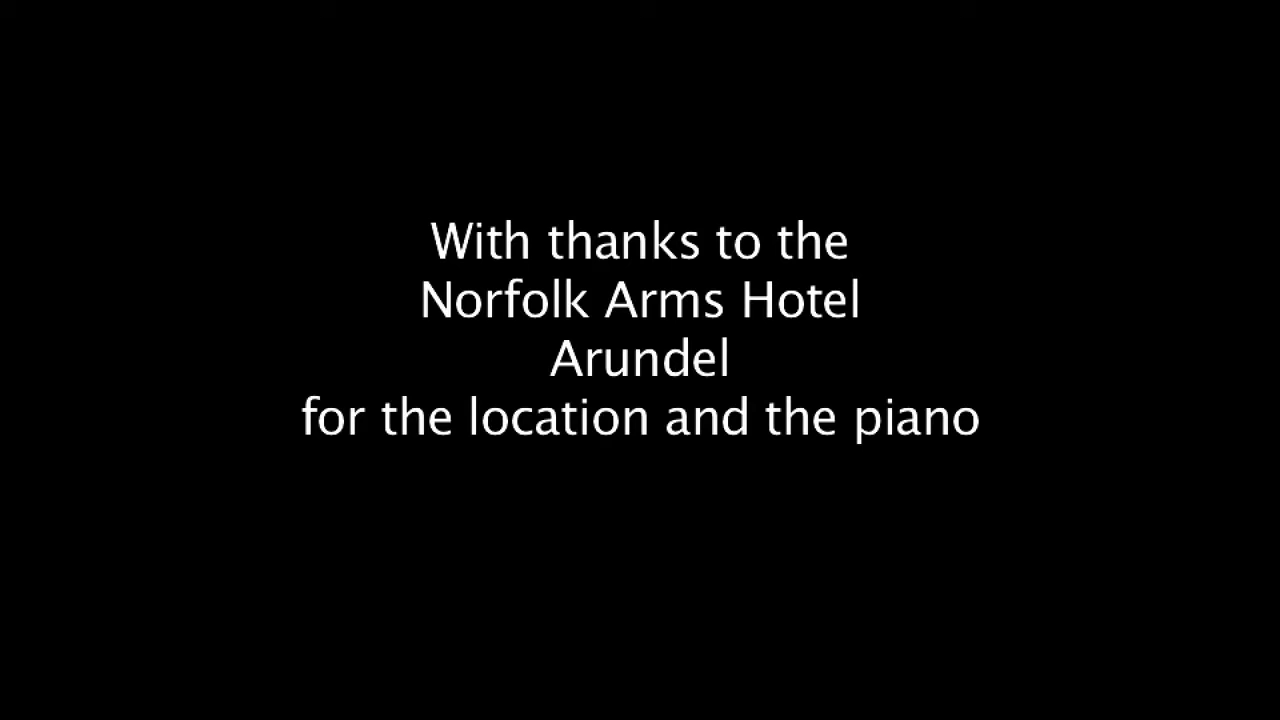 With thanks to the
Norfolk Arms Hotel
Arundel
for the location and the piano